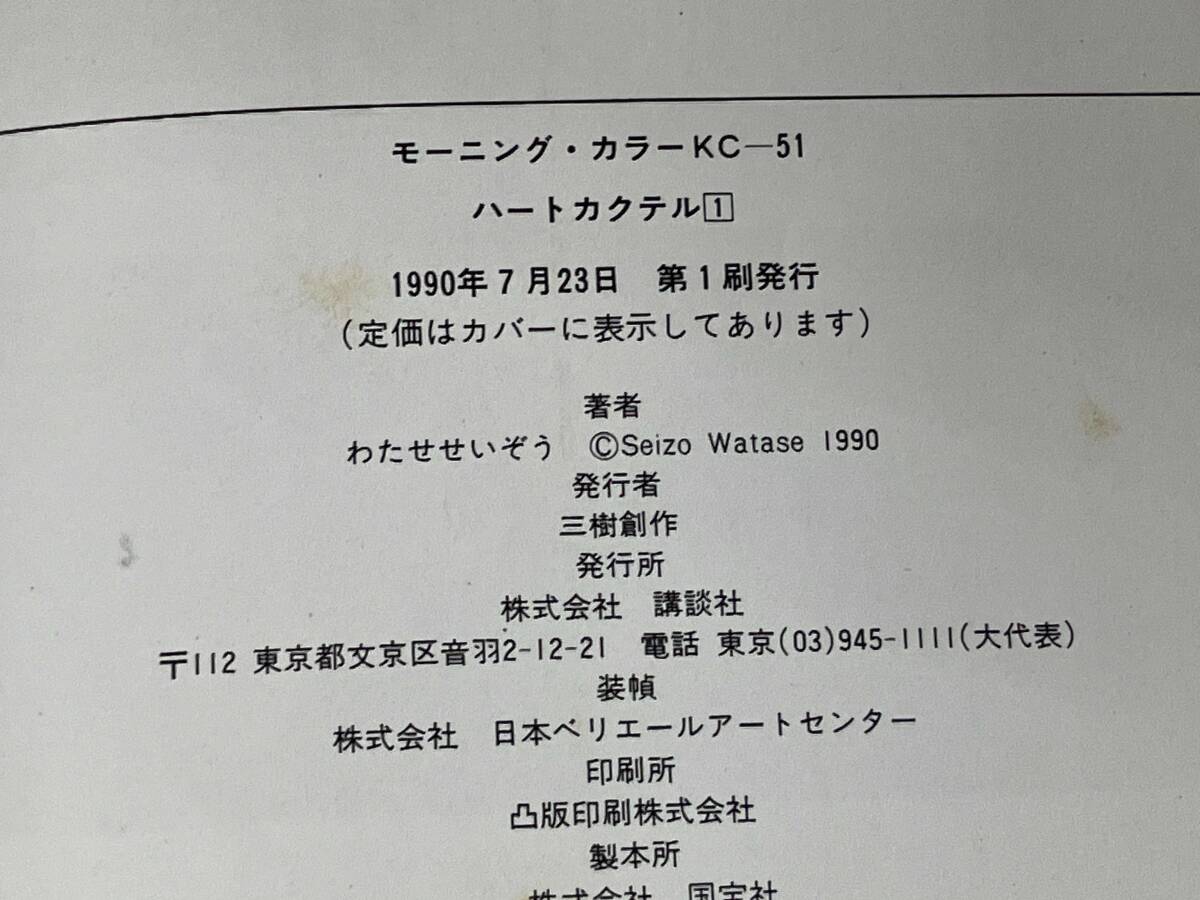 モーニング・カラーKC—51
ハートカクテル1
1990年7月23日　第1刷発行
（定価はカバーに表示してあります）
著者
わたせせいぞう　©Seizo Watase 1990
発行者
三樹創作
発行所
株式会社　講談社
〒112 東京都文京区音羽2-12-21　電話 東京(03)945-1111(大代表)
装幀
株式会社　日本ベリエールアートセンター
印刷所
凸版印刷株式会社
製本所
株式会社　国宝社